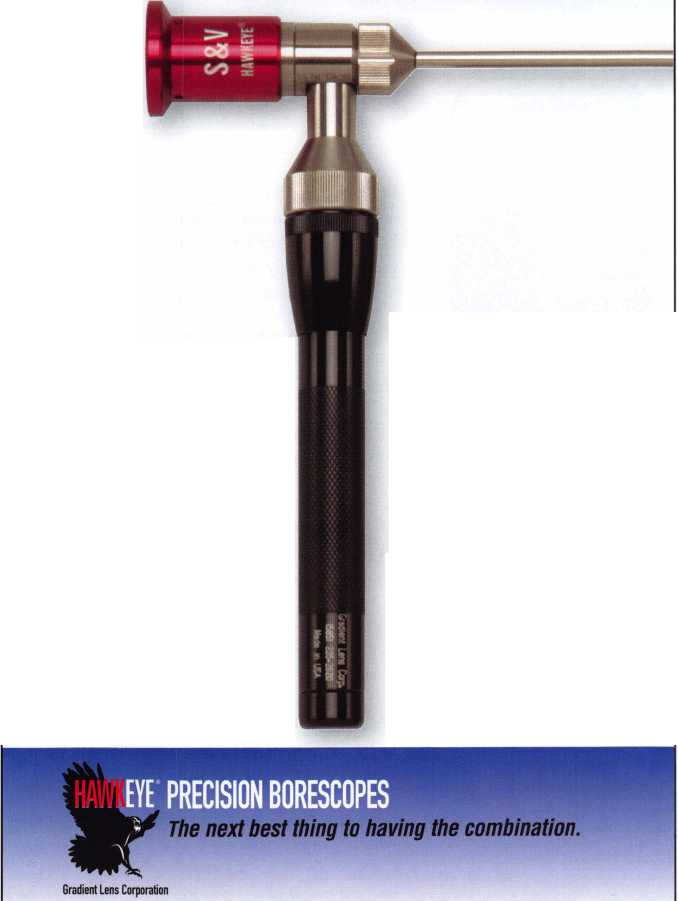 S & V
HAWKEYE®
Gradient Lens Corp.
Made in USA
HAWKEYE® PRECISION BORESCOPES
The next best thing to having the combination.
Gradient Lens Corporation